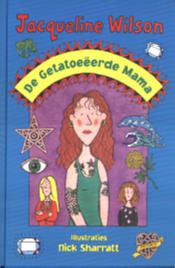 Jacqueline Wilson
De Getatoeëerde Mama
Illustraties
Nick Sharratt